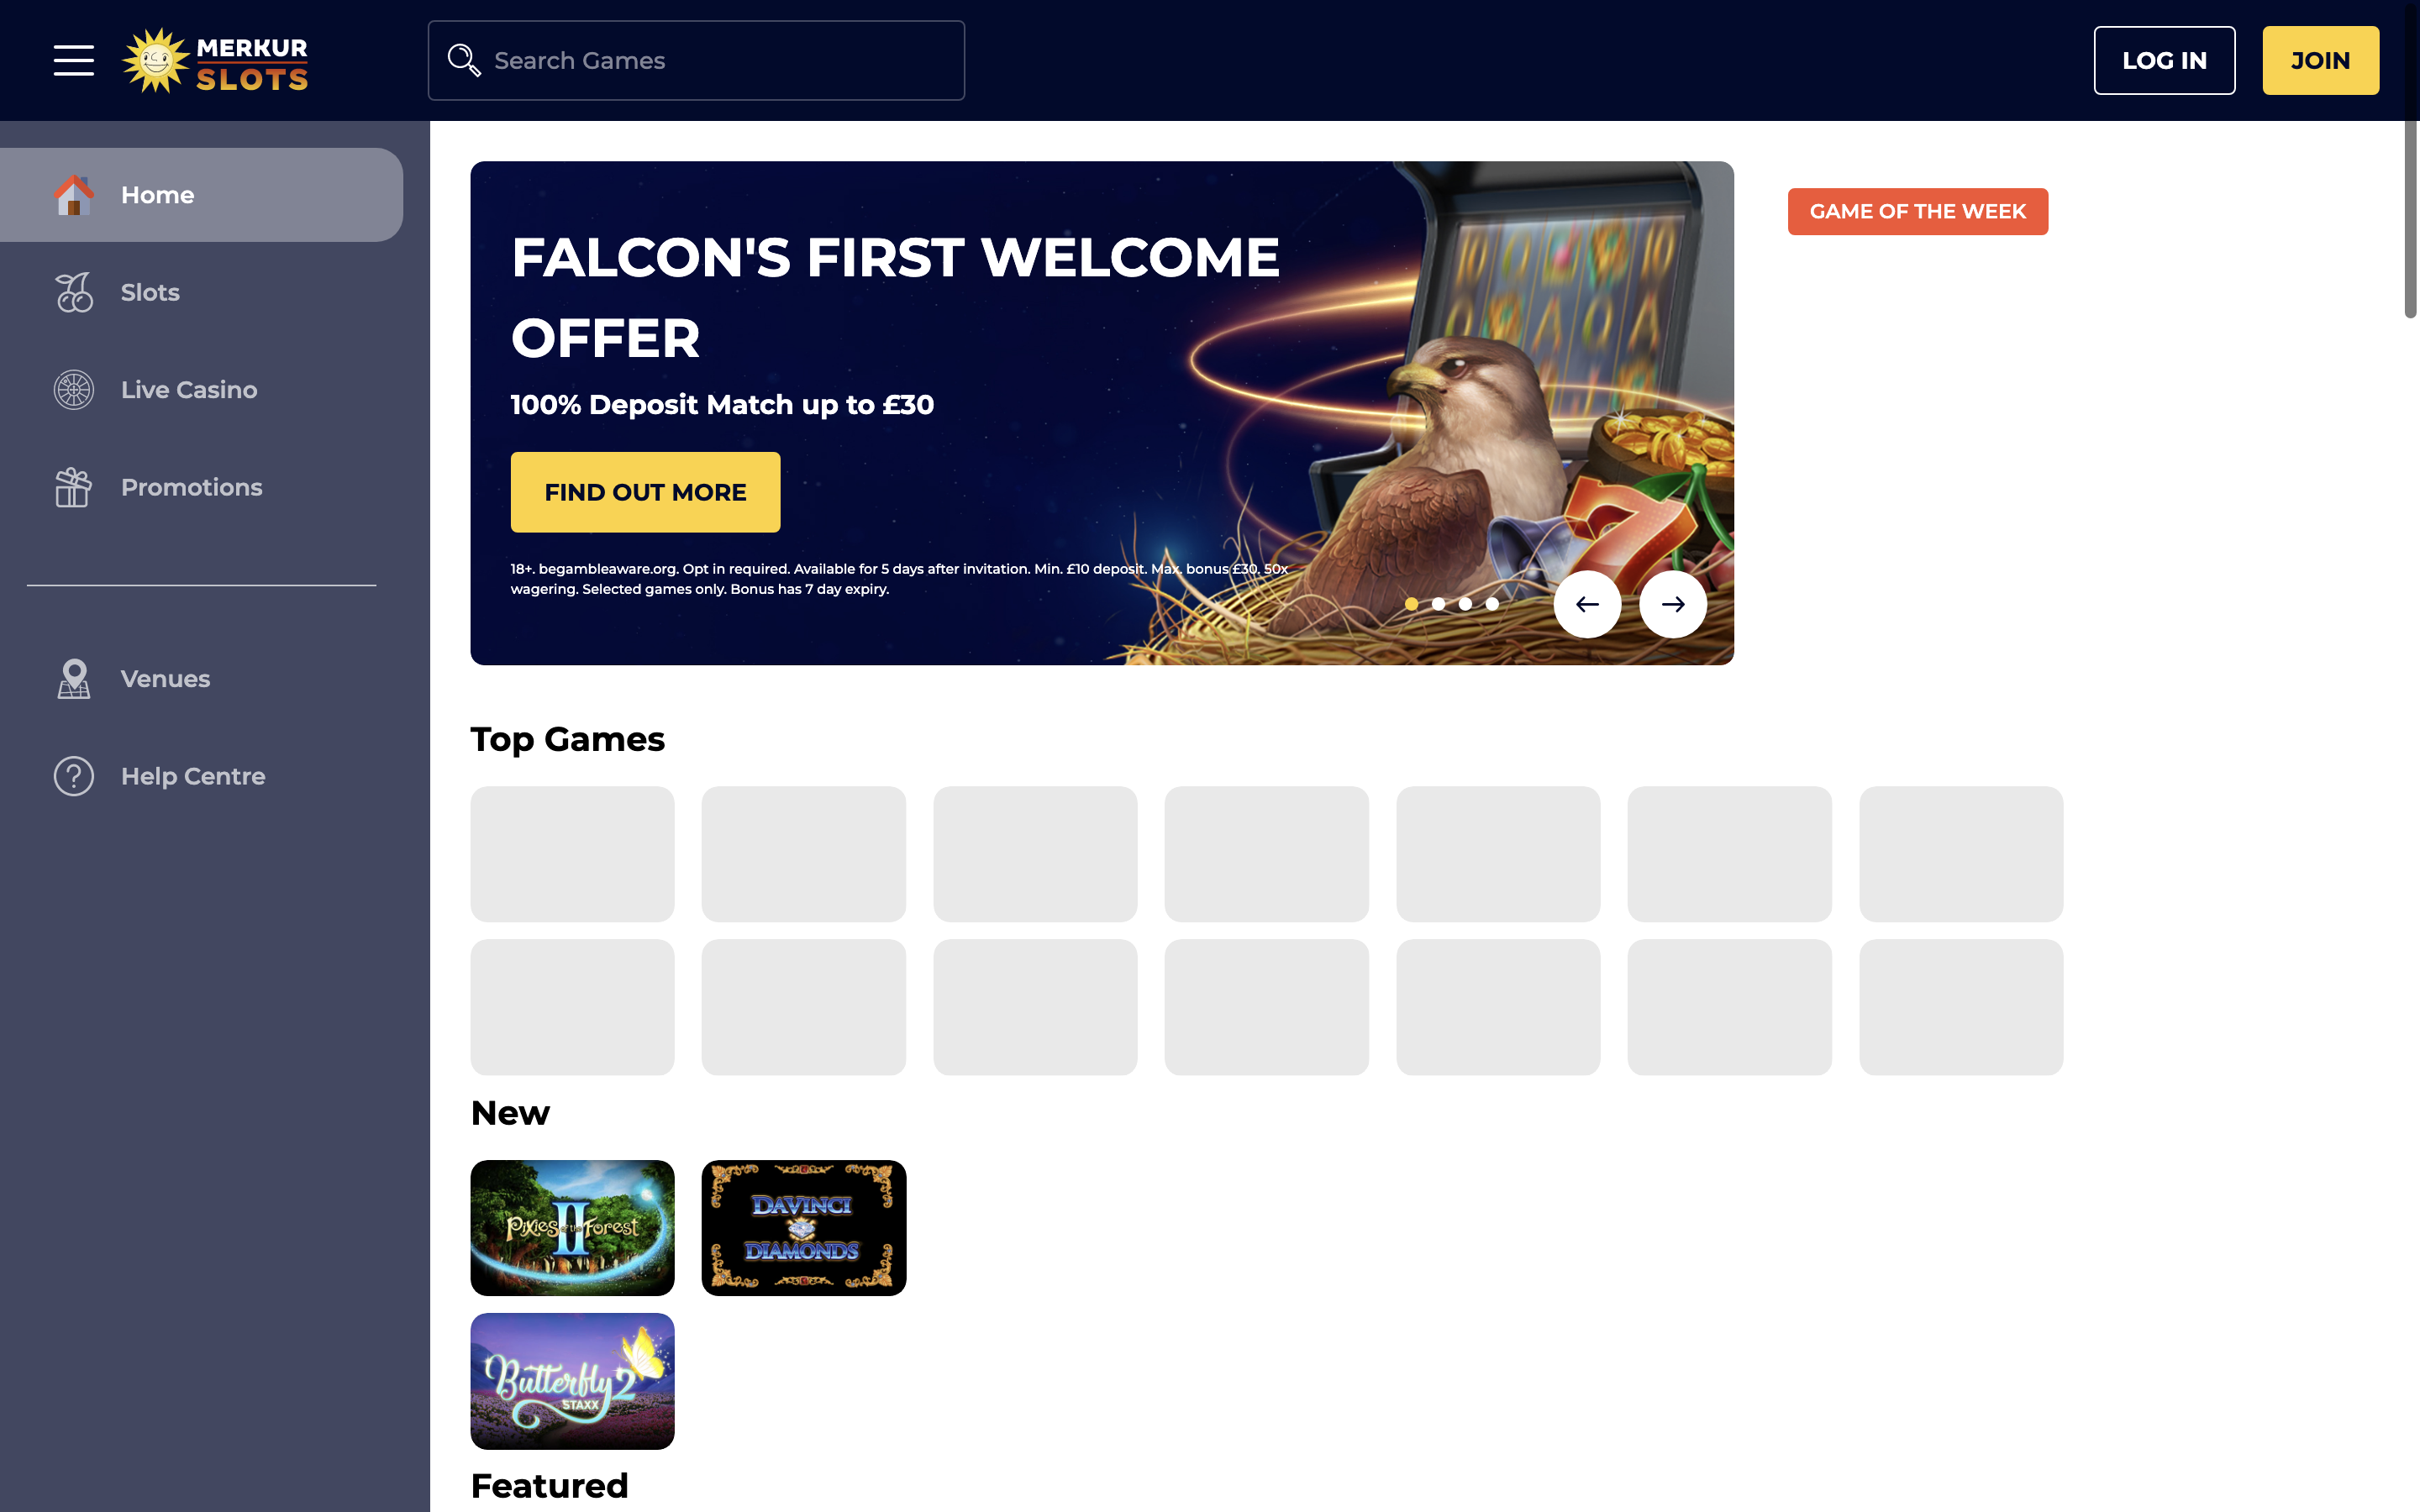 MERKUR
SLOTS
Search Games
LOG IN
JOIN
Home
Slots
Live Casino
Promotions
Venues
Help Centre
FALCON'S FIRST WELCOME
OFFER
100% Deposit Match up to £30
FIND OUT MORE
18+. begambleaware.org. Opt in required. Available for 5 days after invitation. Min. £10 deposit. Max. bonus £30. 50x
wagering. Selected games only. Bonus has 7 day expiry.
GAME OF THE WEEK
Top Games
New
Pixies of the Forest
II
DAVINCI
DIAMONDS
Butterfly 2
STAXX
Featured